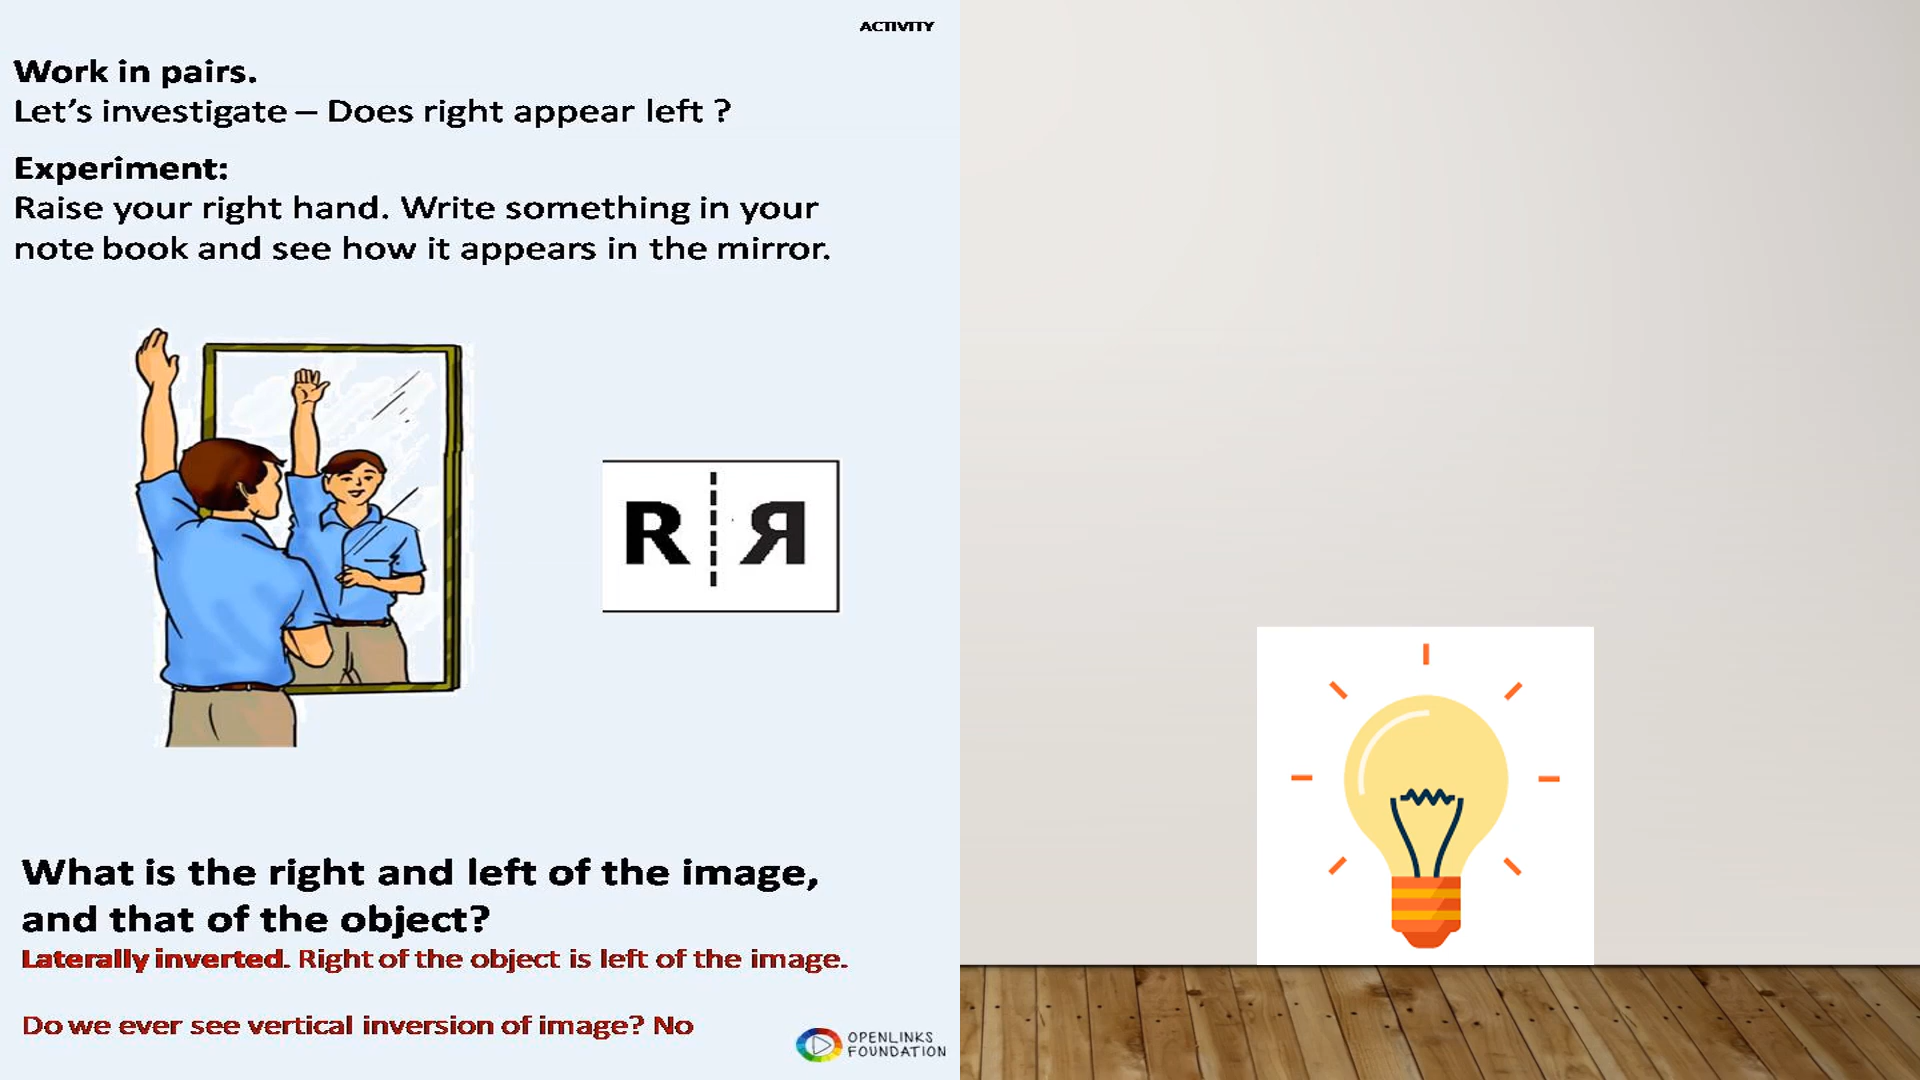 ACTIVITY
Work in pairs.
Let's investigate – Does right appear left ?
Experiment:
Raise your right hand. Write something in your
note book and see how it appears in the mirror.
R Я
What is the right and left of the image,
and that of the object?
Laterally inverted. Right of the object is left of the image.
Do we ever see vertical inversion of image? No
OPENLINKS
FOUNDATION